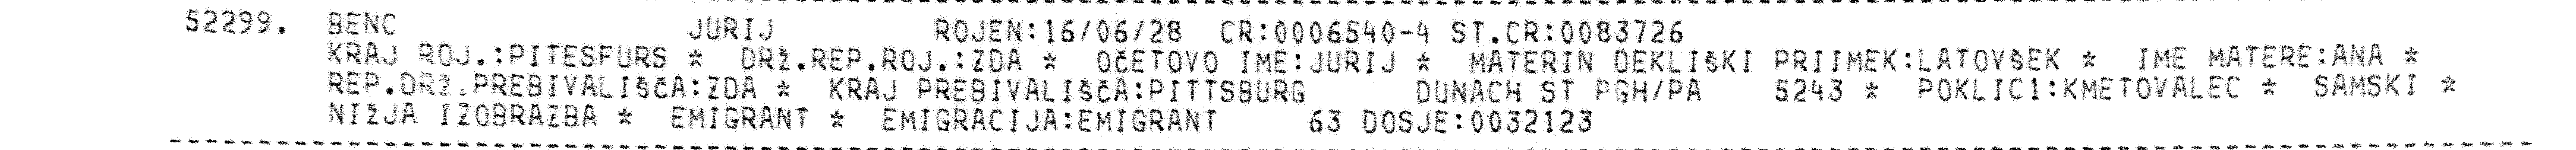 52299. BENC JURIJ ROJEN:16/06/28 CR:0006540-4 ST.CR:0083726
KRAJ ROJ.:PITESFURS * DRŽ.REP.ROJ.:ZDA * OČETOVO IME:JURIJ * MATERIN DEKLIŠKI PRIIMEK:LATOVŠEK * IME MATERE:ANA *
REP.DRŽ.PREBIVALIŠČA:ZDA * KRAJ PREBIVALIŠČA:PITTSBURG DUNACH ST PGH/PA 5243 * POKLIC1:KMETOVALEC * SAMSKI *
NIŽJA IZOBRAZBA * EMIGRANT * EMIGRACIJA:EMIGRANT 63 DOSJE:0032123